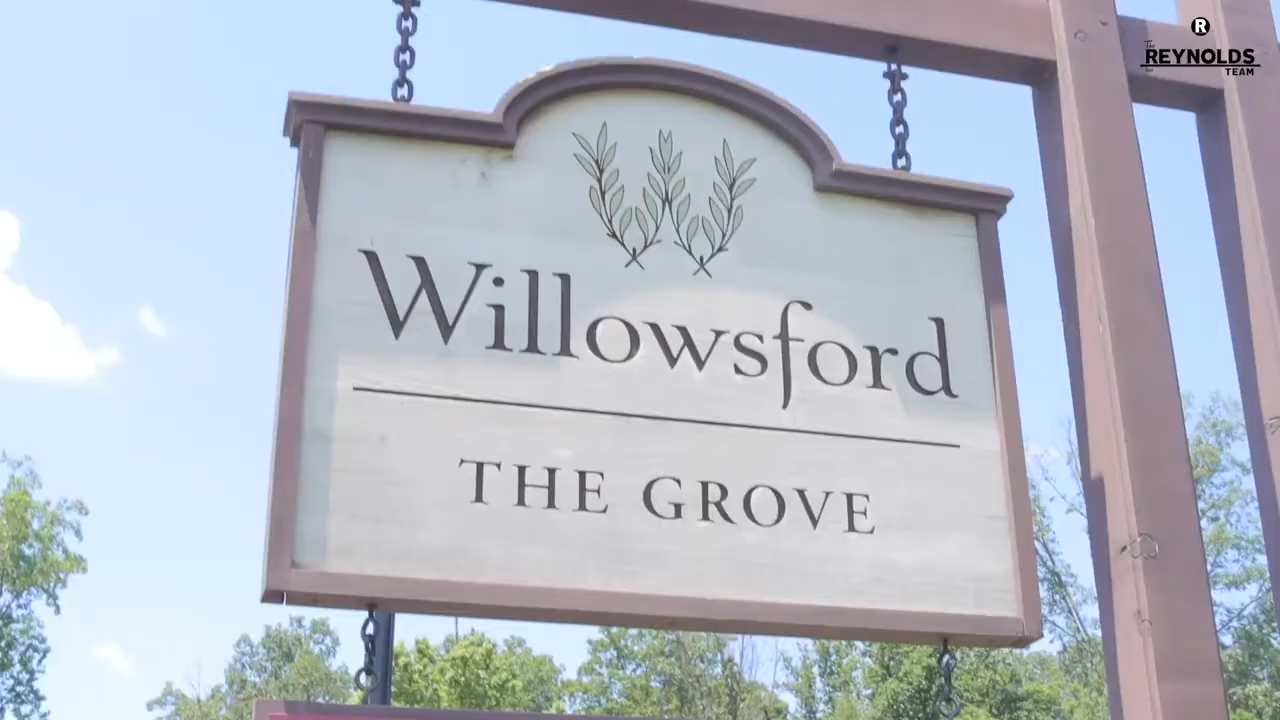 R
The
REYNOLDS
TEAM
Willowsford
THE GROVE